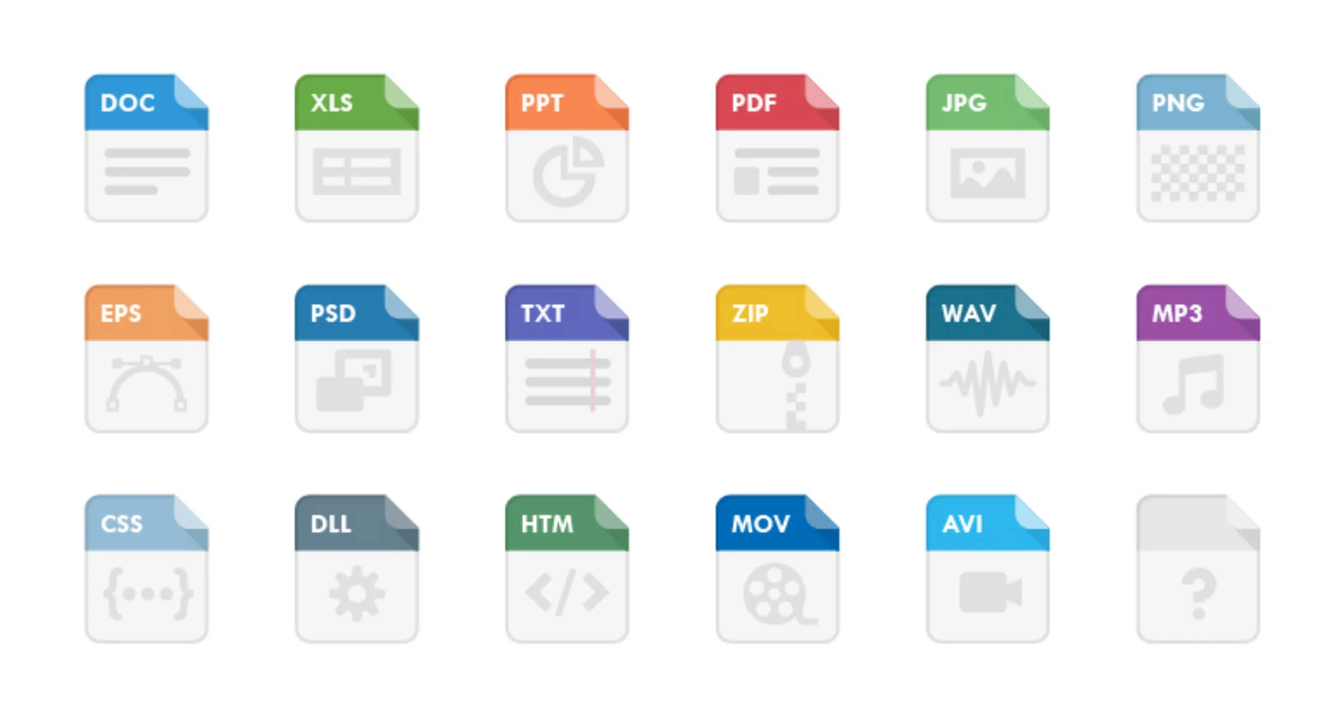 DOC XLS PPT PDF JPG PNG
EPS PSD TXT ZIP WAV MP3
CSS DLL HTM MOV AVI
?